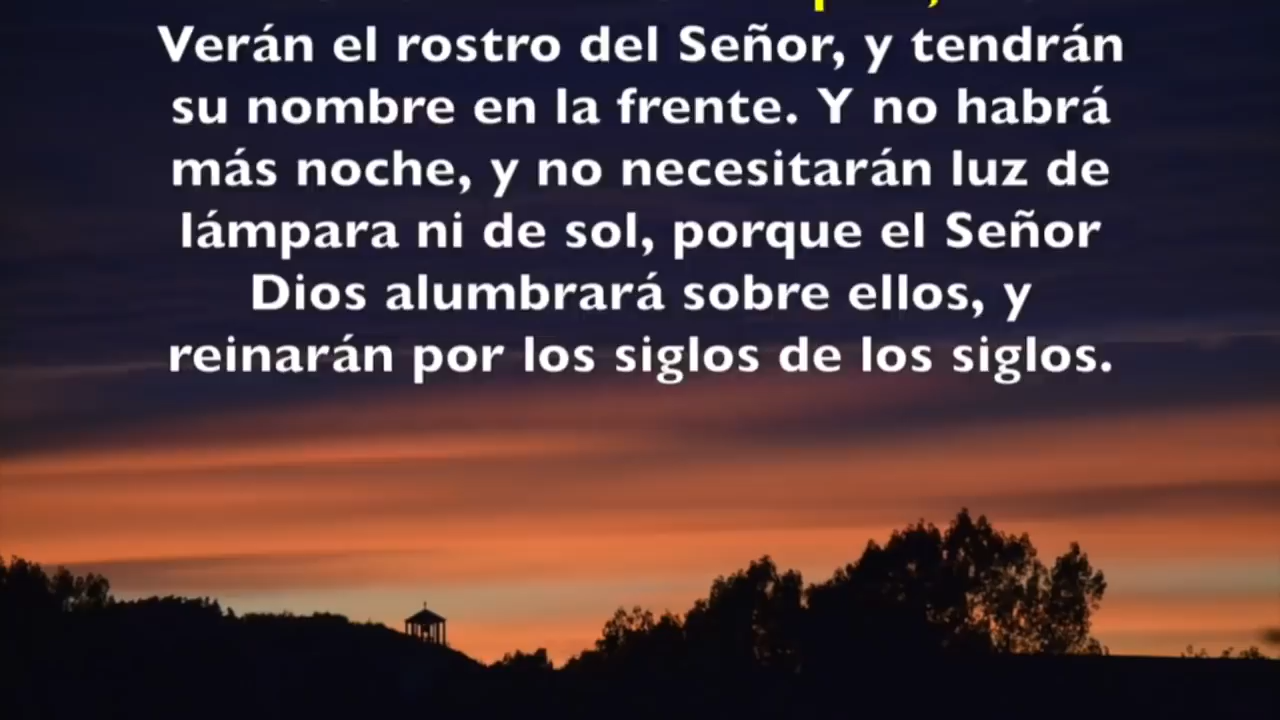 Verán el rostro del Señor, y tendrán
su nombre en la frente. Y no habrá
más noche, y no necesitarán luz de
lámpara ni de sol, porque el Señor
Dios alumbrará sobre ellos, y
reinarán por los siglos de los siglos.